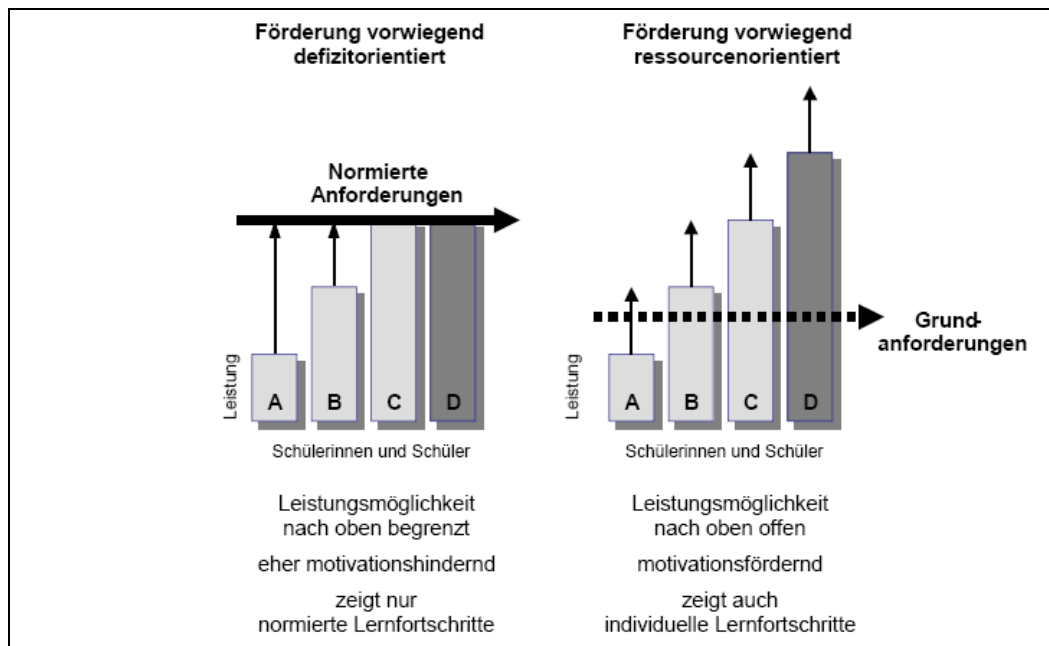 Förderung vorwiegend
defizitorientiert
Normierte
Anforderungen
Leistung
A
B
C
D
Schülerinnen und Schüler
Leistungsmöglichkeit
nach oben begrenzt
eher motivationshindernd
zeigt nur
normierte Lernfortschritte
Förderung vorwiegend
ressourcenorientiert
Grund-
anforderungen
Leistung
A
B
C
D
Schülerinnen und Schüler
Leistungsmöglichkeit
nach oben offen
motivationsfördernd
zeigt auch
individuelle Lernfortschritte